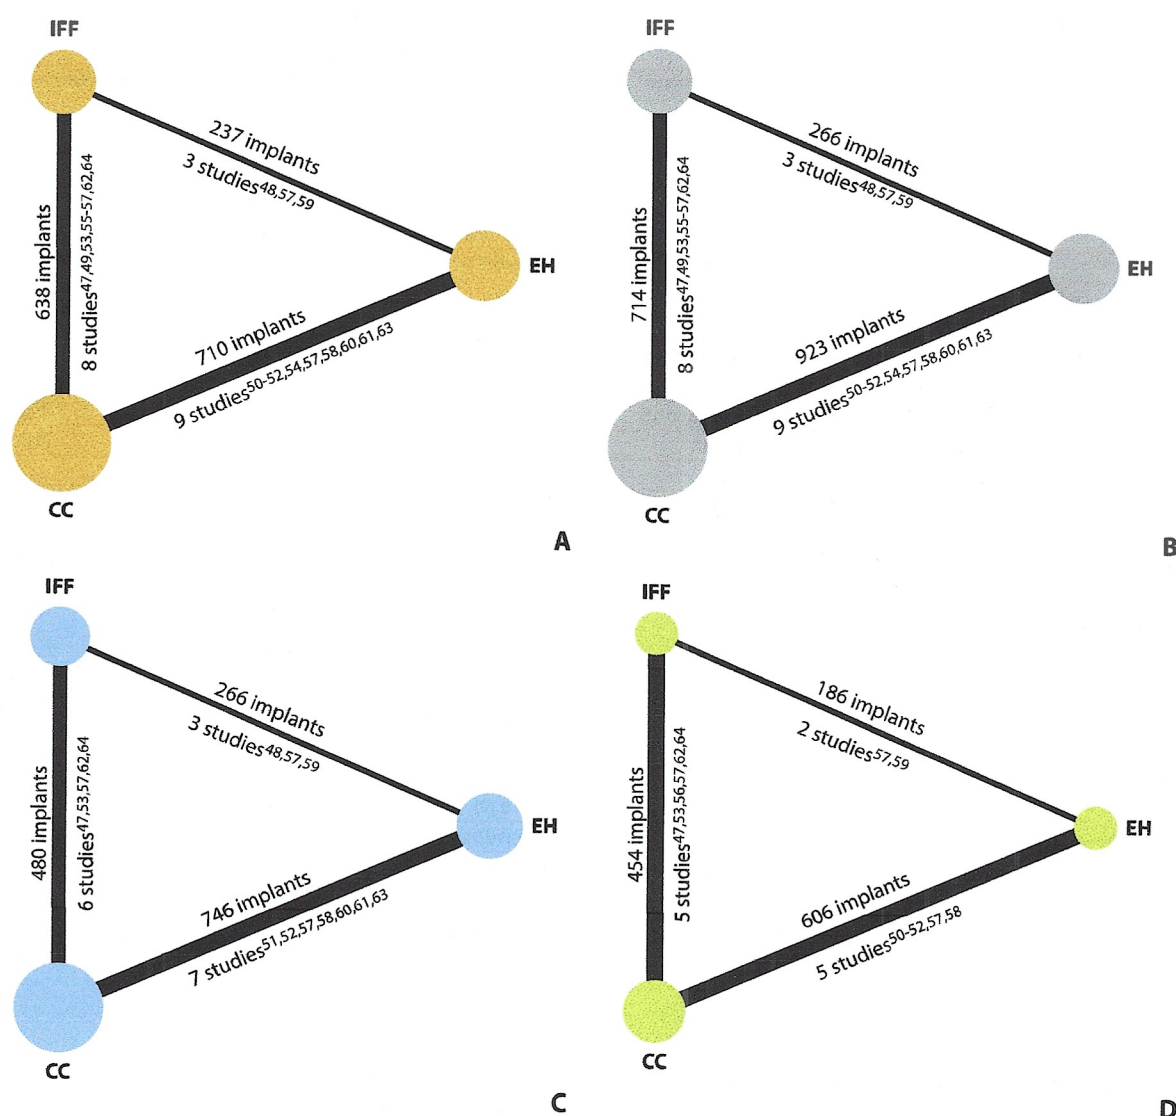 IFF
237 implants
3 studies48,57,59
638 implants
8 studies47,49,53,55-57,62,64
EH
710 implants
9 studies50-52,54,57,58,60,61,63
CC
A
IFF
266 implants
3 studies48,57,59
714 implants
8 studies47,49,53,55-57,62,64
EH
923 implants
9 studies50-52,54,57,58,60,61,63
CC
B
IFF
266 implants
3 studies48,57,59
480 implants
6 studies47,53,57,62,64
EH
746 implants
7 studies51,52,57,58,60,61,63
CC
C
IFF
186 implants
2 studies57,59
454 implants
5 studies47,53,56,57,62,64
EH
606 implants
5 studies50-52,57,58
CC
D